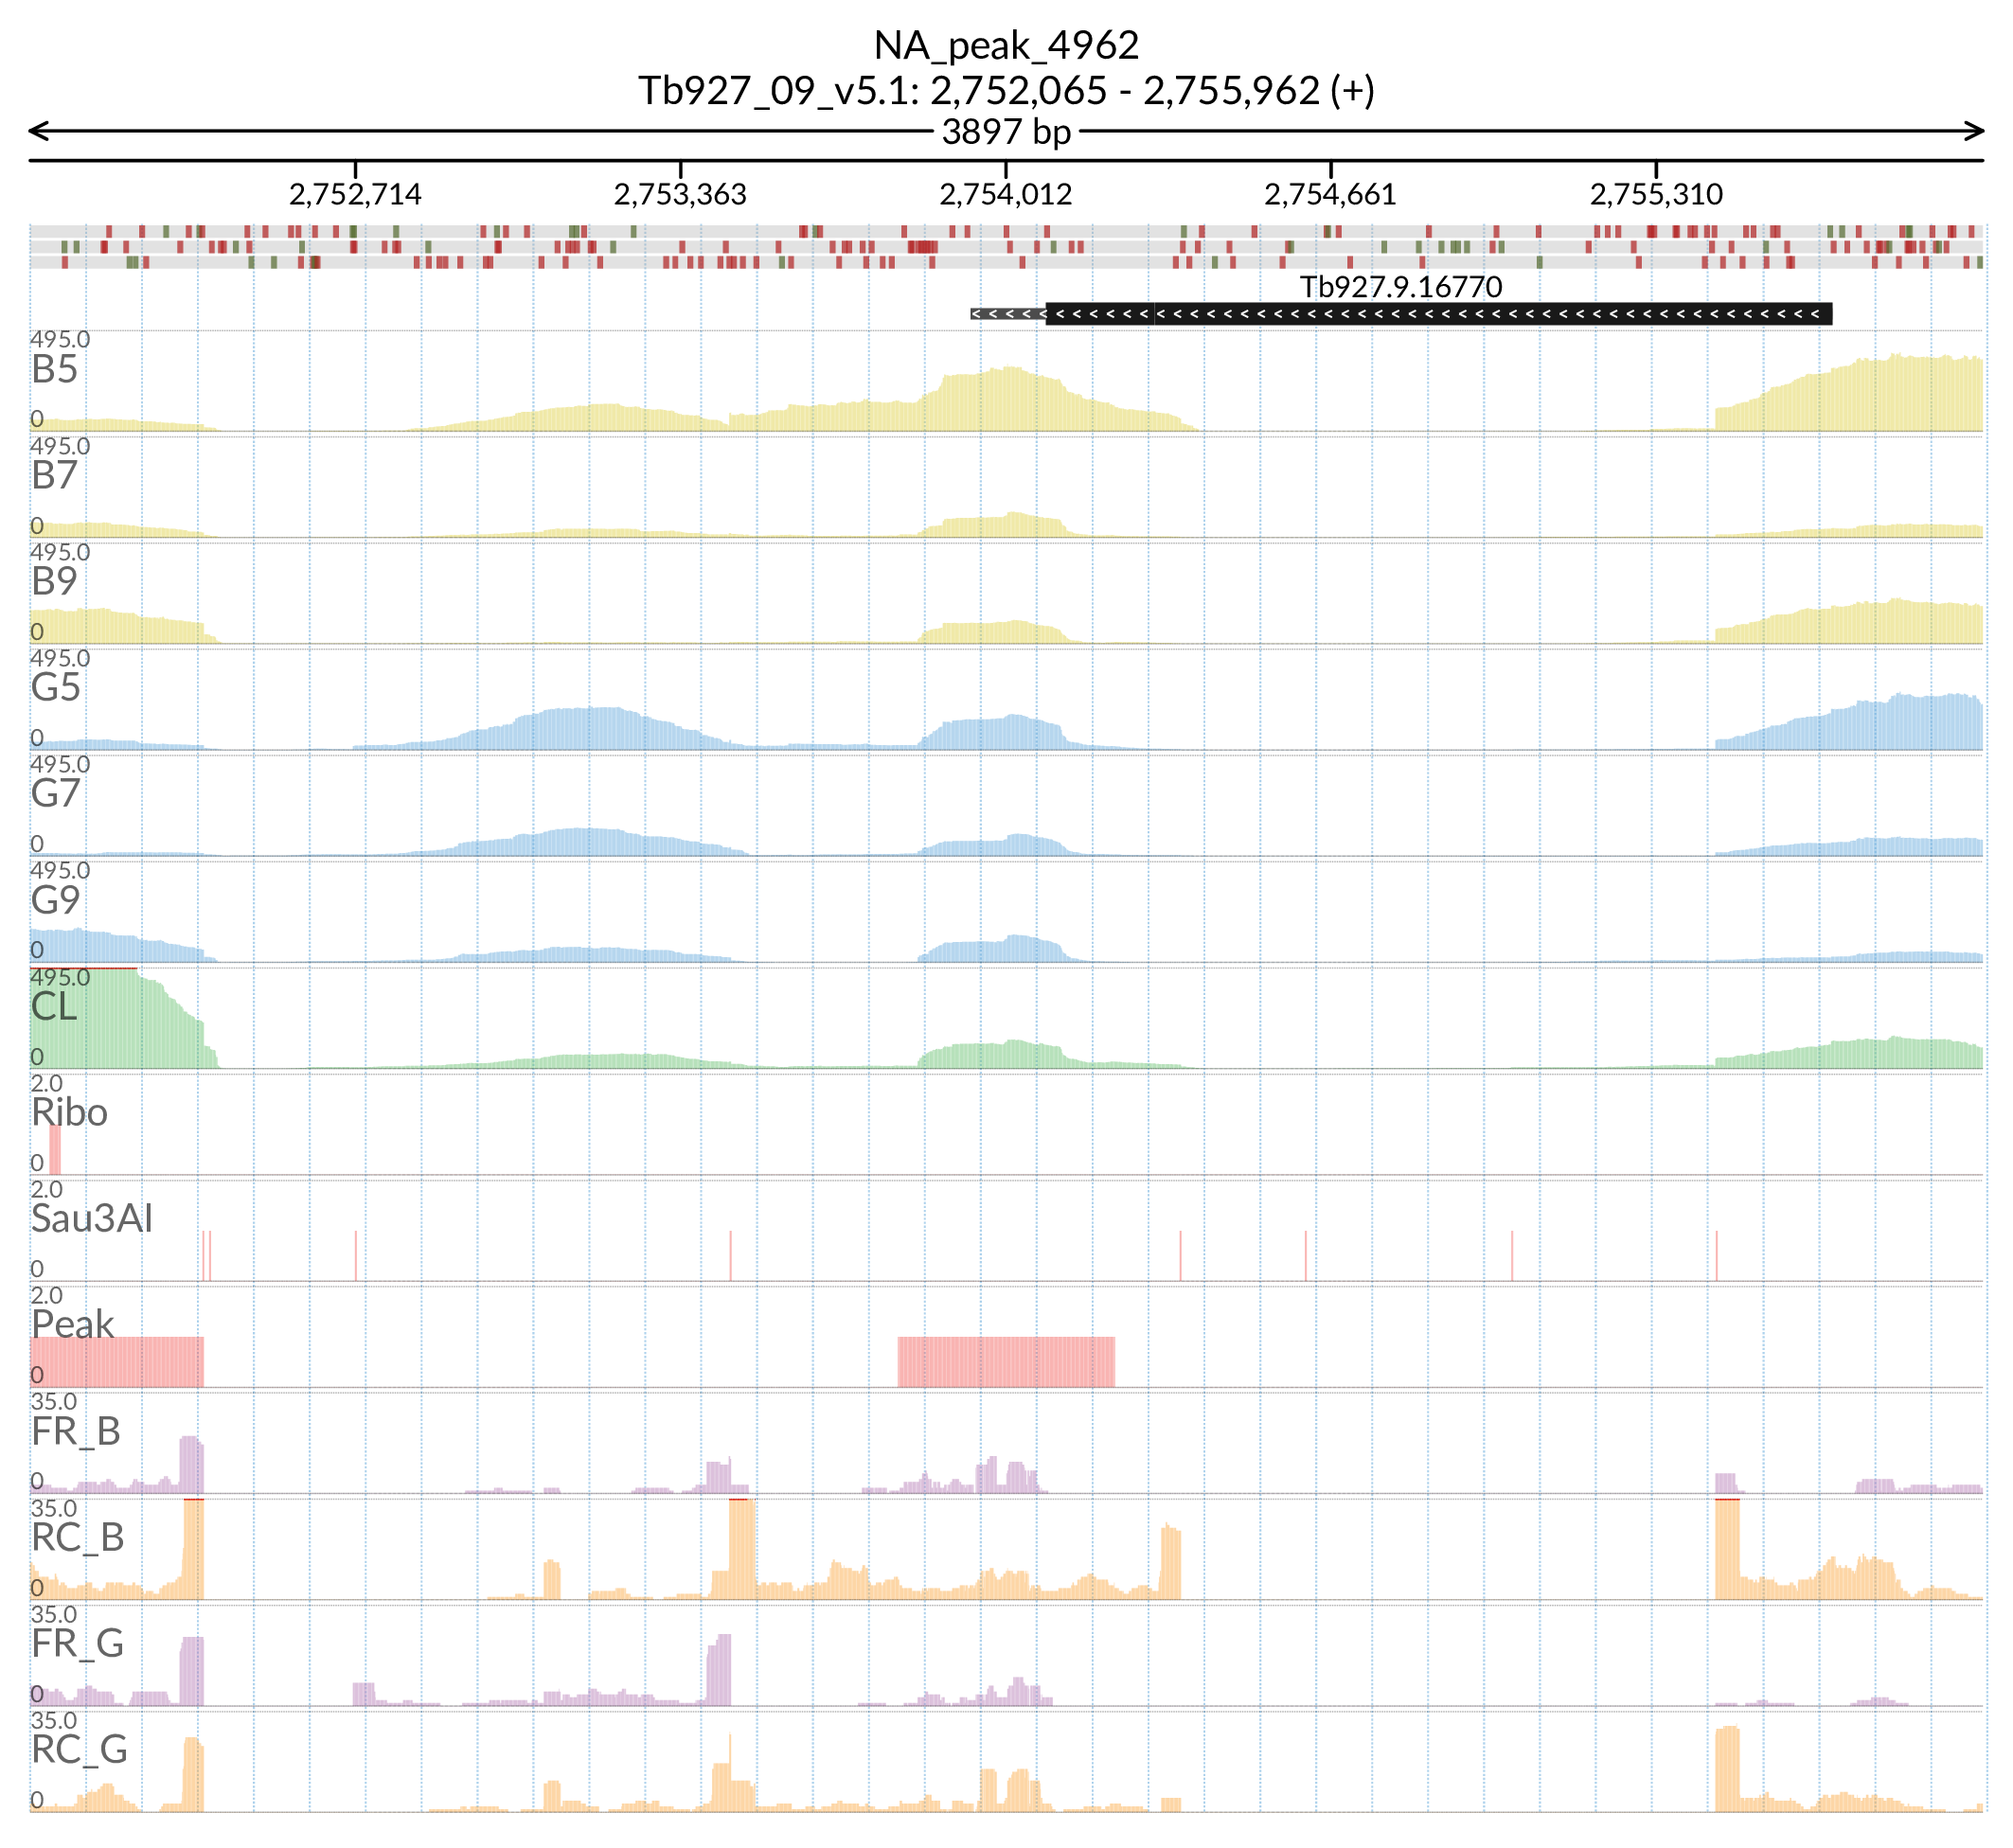 NA_peak_4962
Tb927_09_v5.1: 2,752,065 - 2,755,962 (+)
3897 bp
2,752,714 2,753,363 2,754,012 2,754,661 2,755,310
Tb927.9.16770
495.0
B5
0
495.0
B7
0
495.0
B9
0
495.0
G5
0
495.0
G7
0
495.0
G9
0
495.0
CL
0
2.0
Ribo
0
2.0
Sau3AI
0
2.0
Peak
0
35.0
FR_B
0
35.0
RC_B
0
35.0
FR_G
0
35.0
RC_G
0